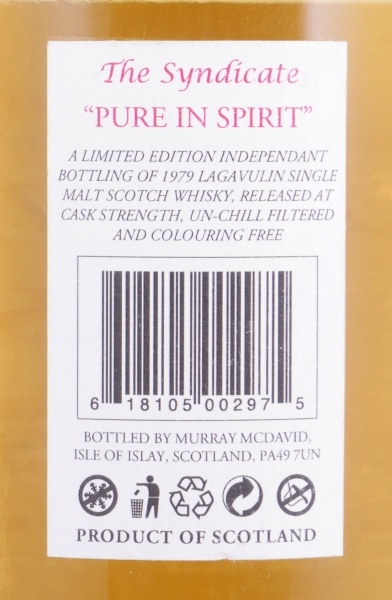 The Syndicate
“PURE IN SPIRIT”
A LIMITED EDITION INDEPENDANT
BOTTLING OF 1979 LAGAVULIN SINGLE
MALT SCOTCH WHISKY, RELEASED AT
CASK STRENGTH, UN-CHILL FILTERED
AND COLOURING FREE
6 18105 00297 5
BOTTLED BY MURRAY MCDAVID,
ISLE OF ISLAY, SCOTLAND, PA49 7UN
PRODUCT OF SCOTLAND